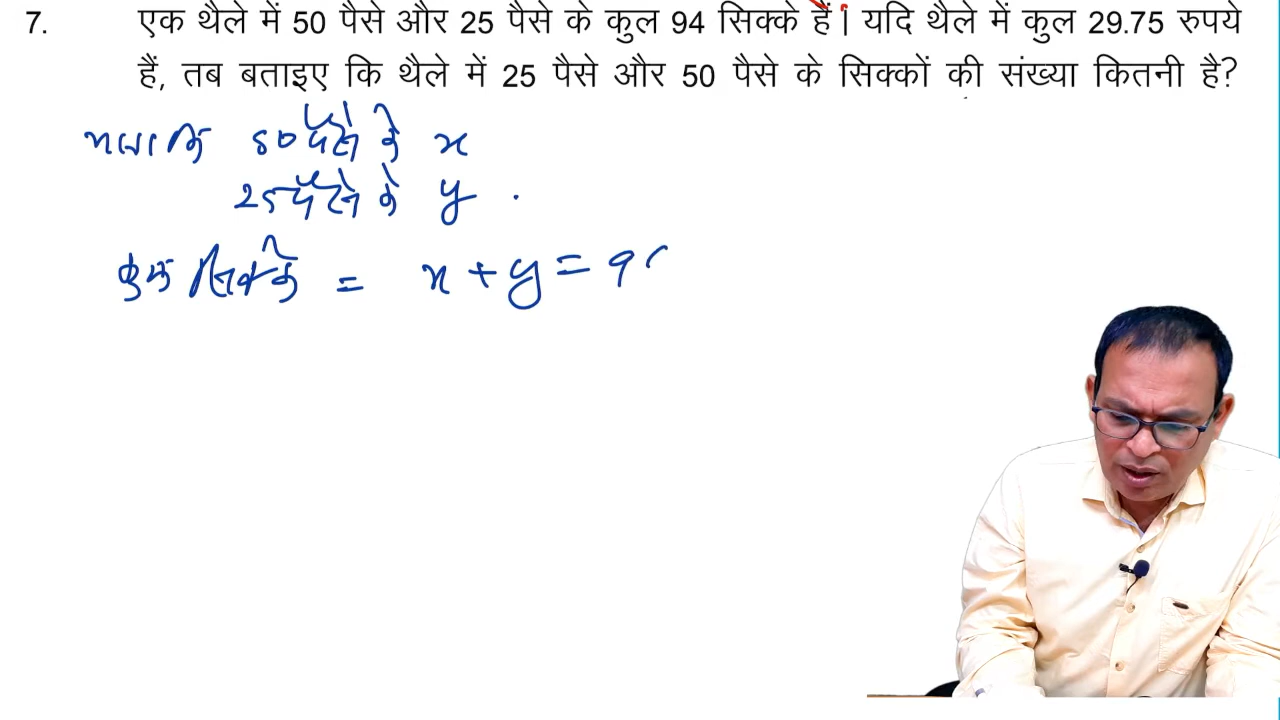 7. एक थैले में 50 पैसे और 25 पैसे के कुल 94 सिक्के हैं। यदि थैले में कुल 29.75 रुपये
हैं, तब बताइए कि थैले में 25 पैसे और 50 पैसे के सिक्कों की संख्या कितनी है?
माना कि 50 पैसे के x
25 पैसे के y
कुल सिक्के = x + y = 9